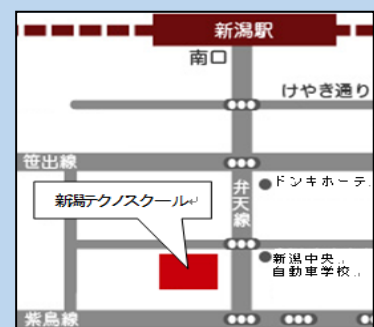 新潟駅
南口
けやき通り
笹出線
新潟テクノスクール
弁天線
ドンキホーテ
新潟中央
自動車学校
紫鳥線